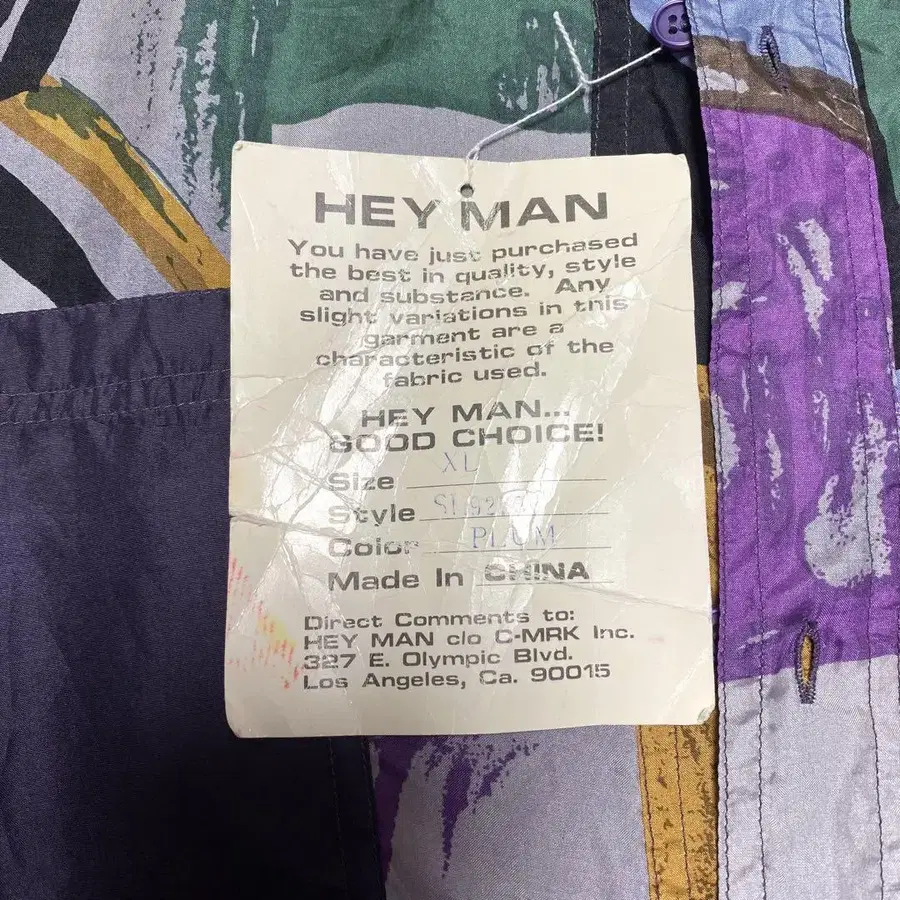 HEY MAN
You have just purchased
the best in quality, style
and substance. Any
slight variations in this
garment are a
characteristic of the
fabric used.
HEY MAN...
GOOD CHOICE!
Size XL
Style
Color PLUM
Made In CHINA
Direct Comments to:
HEY MAN c/o C-MRK Inc.
327 E. Olympic Blvd.
Los Angeles, Ca. 90015